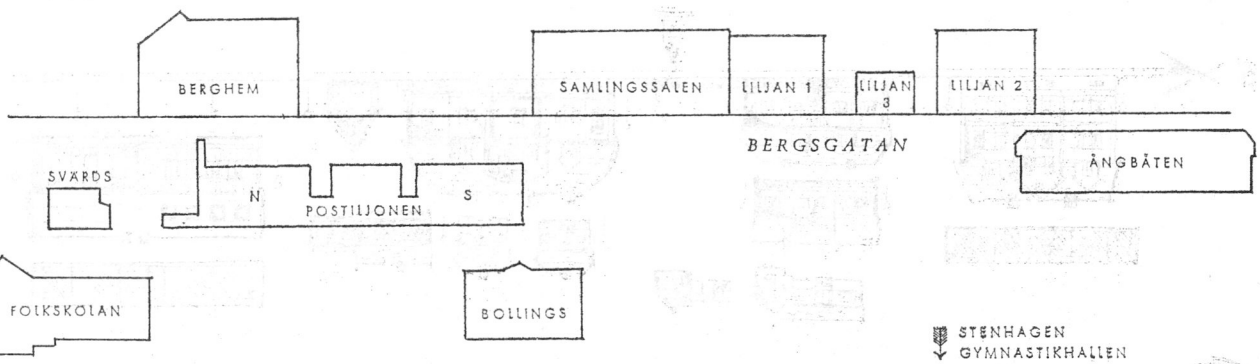 BERGHEM
SAMLINGSSALEN
LILJAN 1
LILJAN
3
LILJAN 2
BERGSGATAN
ÅNGBÅTEN
SVÄRDS
N
S
POSTILJONEN
FOLKSKOLAN
BOLLINGS
STENHAGEN
GYMNASTIKHALLEN